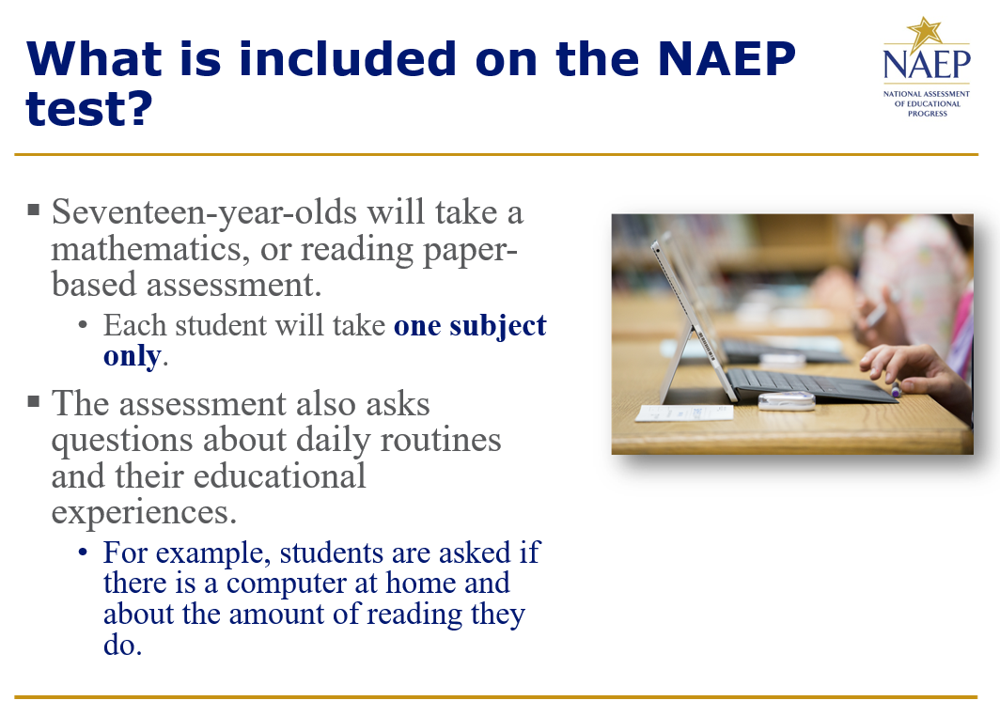 What is included on the NAEP
test?
NAEP
NATIONAL ASSESSMENT
OF EDUCATIONAL
PROGRESS
▪ Seventeen-year-olds will take a
mathematics, or reading paper-
based assessment.
• Each student will take one subject
only.
▪ The assessment also asks
questions about daily routines
and their educational
experiences.
• For example, students are asked if
there is a computer at home and
about the amount of reading they
do.